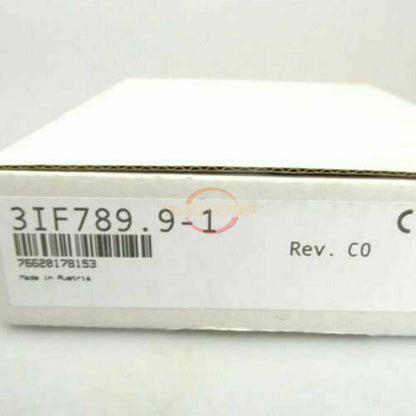 3IF789.9-1
C
Rev. C0
76620178153
Made in Austria